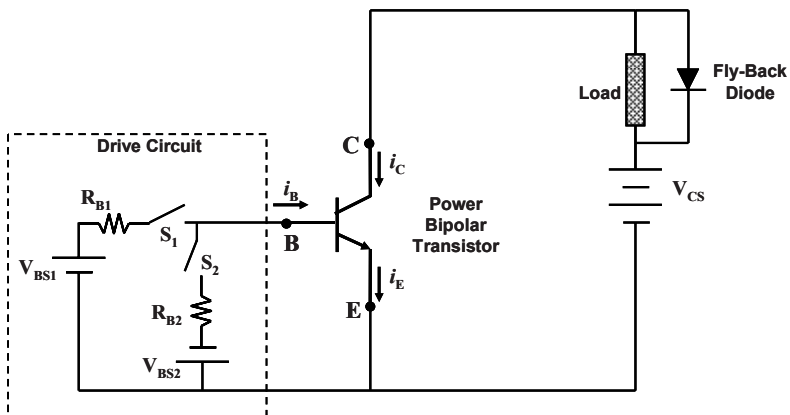 Drive Circuit
R_B1
S_1
S_2
V_BS1
R_B2
V_BS2
i_B
B
C
i_C
Power
Bipolar
Transistor
i_E
E
Load
Fly-Back
Diode
V_CS